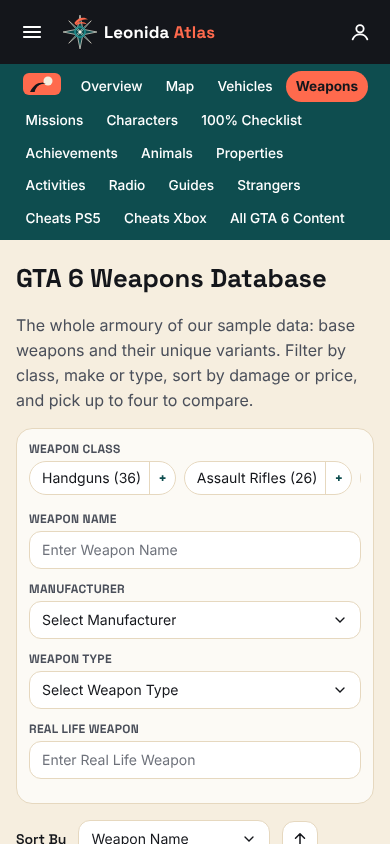 Leonida Atlas
Overview Map Vehicles Weapons
Missions Characters 100% Checklist
Achievements Animals Properties
Activities Radio Guides Strangers
Cheats PS5 Cheats Xbox All GTA 6 Content
GTA 6 Weapons Database
The whole armoury of our sample data: base
weapons and their unique variants. Filter by
class, make or type, sort by damage or price,
and pick up to four to compare.
WEAPON CLASS
Handguns (36) + Assault Rifles (26) +
WEAPON NAME
Enter Weapon Name
MANUFACTURER
Select Manufacturer
WEAPON TYPE
Select Weapon Type
REAL LIFE WEAPON
Enter Real Life Weapon
Sort By Weapon Name